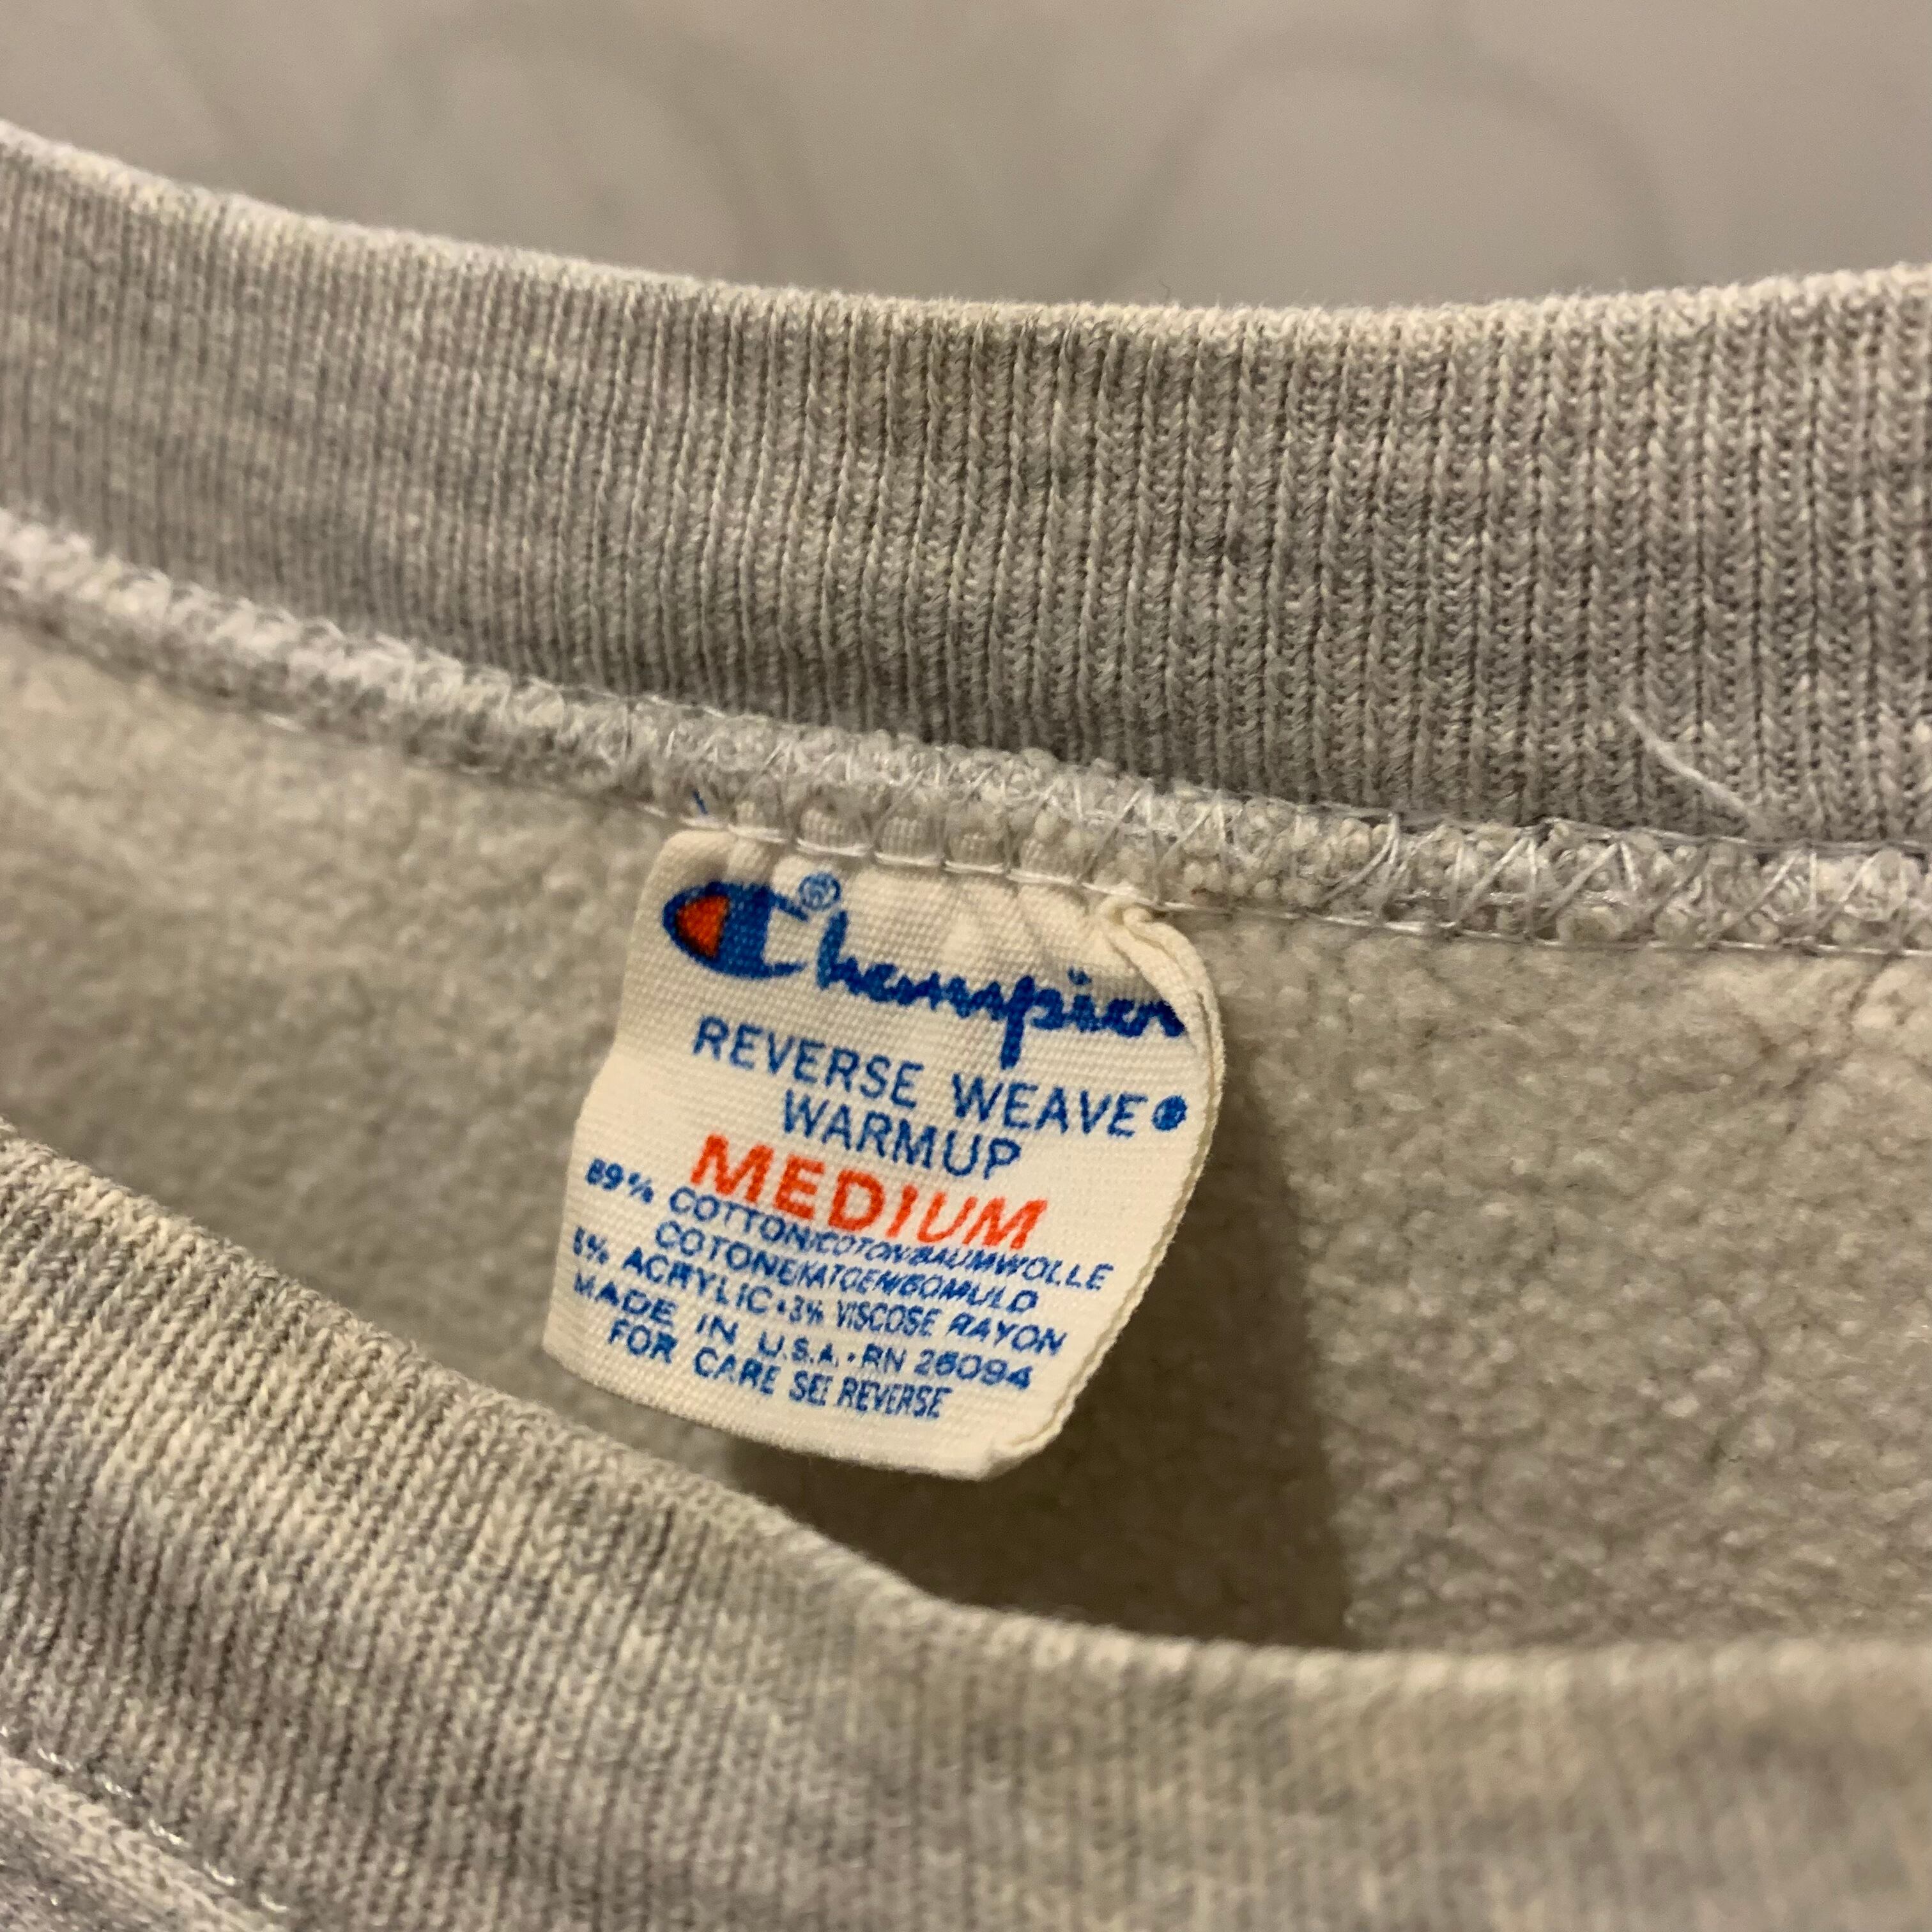 Champion®
REVERSE WEAVE®
WARMUP
MEDIUM
89% COTTON/COTON/BAUMWOLLE
COTONE/KATOEN/BOMULD
8% ACRYLIC•3% VISCOSE RAYON
MADE IN U.S.A. • RN 26094
FOR CARE SEE REVERSE